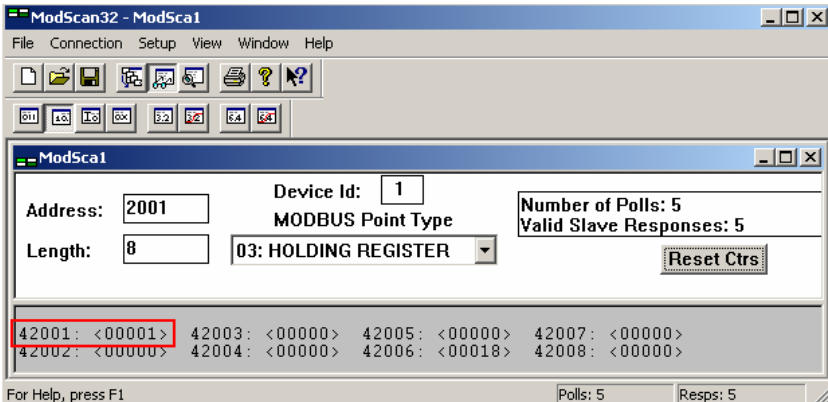 ModScan32 - ModSca1
File Connection Setup View Window Help
ModSca1
Address: 2001
Device Id: 1
MODBUS Point Type
Length: 8
03: HOLDING REGISTER
Number of Polls: 5
Valid Slave Responses: 5
Reset Ctrs
42001: <00001> 42003: <00000> 42005: <00000> 42007: <00000>
42002: <00000> 42004: <00000> 42006: <00018> 42008: <00000>
For Help, press F1
Polls: 5
Resps: 5